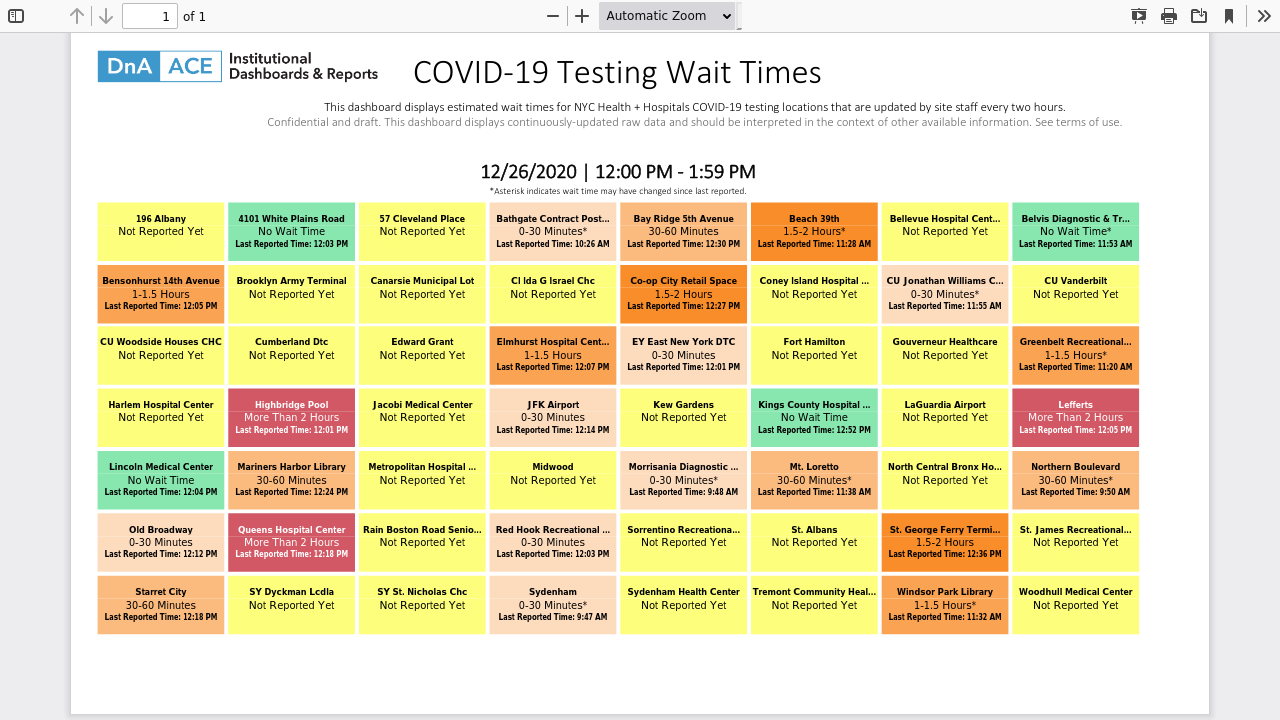 1 of 1
Automatic Zoom
DnA ACE Institutional Dashboards & Reports
COVID-19 Testing Wait Times
This dashboard displays estimated wait times for NYC Health + Hospitals COVID-19 testing locations that are updated by site staff every two hours.
Confidential and draft. This dashboard displays continuously-updated raw data and should be interpreted in the context of other available information. See terms of use.
12/26/2020 | 12:00 PM - 1:59 PM
*Asterisk indicates wait time may have changed since last reported.
196 Albany
Not Reported Yet
4101 White Plains Road
No Wait Time
Last Reported Time: 12:03 PM
57 Cleveland Place
Not Reported Yet
Bathgate Contract Post...
0-30 Minutes*
Last Reported Time: 10:26 AM
Bay Ridge 5th Avenue
30-60 Minutes
Last Reported Time: 12:30 PM
Beach 39th
1.5-2 Hours*
Last Reported Time: 11:28 AM
Bellevue Hospital Cent...
Not Reported Yet
Belvis Diagnostic & Tr...
No Wait Time*
Last Reported Time: 11:53 AM
Bensonhurst 14th Avenue
1-1.5 Hours
Last Reported Time: 12:05 PM
Brooklyn Army Terminal
Not Reported Yet
Canarsie Municipal Lot
Not Reported Yet
CI Ida G Israel Chc
Not Reported Yet
Co-op City Retail Space
1.5-2 Hours
Last Reported Time: 12:27 PM
Coney Island Hospital ...
Not Reported Yet
CU Jonathan Williams C...
0-30 Minutes*
Last Reported Time: 11:55 AM
CU Vanderbilt
Not Reported Yet
CU Woodside Houses CHC
Not Reported Yet
Cumberland Dtc
Not Reported Yet
Edward Grant
Not Reported Yet
Elmhurst Hospital Cent...
1-1.5 Hours
Last Reported Time: 12:07 PM
EY East New York DTC
0-30 Minutes
Last Reported Time: 12:01 PM
Fort Hamilton
Not Reported Yet
Gouverneur Healthcare
Not Reported Yet
Greenbelt Recreational...
1-1.5 Hours*
Last Reported Time: 11:20 AM
Harlem Hospital Center
Not Reported Yet
Highbridge Pool
More Than 2 Hours
Last Reported Time: 12:01 PM
Jacobi Medical Center
Not Reported Yet
JFK Airport
0-30 Minutes
Last Reported Time: 12:14 PM
Kew Gardens
Not Reported Yet
Kings County Hospital ...
No Wait Time
Last Reported Time: 12:52 PM
LaGuardia Airport
Not Reported Yet
Lefferts
More Than 2 Hours
Last Reported Time: 12:05 PM
Lincoln Medical Center
No Wait Time
Last Reported Time: 12:04 PM
Mariners Harbor Library
30-60 Minutes
Last Reported Time: 12:24 PM
Metropolitan Hospital ...
Not Reported Yet
Midwood
Not Reported Yet
Morrisania Diagnostic ...
0-30 Minutes*
Last Reported Time: 9:48 AM
Mt. Loretto
30-60 Minutes*
Last Reported Time: 11:38 AM
North Central Bronx Ho...
Not Reported Yet
Northern Boulevard
30-60 Minutes*
Last Reported Time: 9:50 AM
Old Broadway
0-30 Minutes
Last Reported Time: 12:12 PM
Queens Hospital Center
More Than 2 Hours
Last Reported Time: 12:18 PM
Rain Boston Road Senio...
Not Reported Yet
Red Hook Recreational ...
0-30 Minutes
Last Reported Time: 12:03 PM
Sorrentino Recreationa...
Not Reported Yet
St. Albans
Not Reported Yet
St. George Ferry Termi...
1.5-2 Hours
Last Reported Time: 12:36 PM
St. James Recreational...
Not Reported Yet
Starret City
30-60 Minutes
Last Reported Time: 12:18 PM
SY Dyckman Lcdla
Not Reported Yet
SY St. Nicholas Chc
Not Reported Yet
Sydenham
0-30 Minutes*
Last Reported Time: 9:47 AM
Sydenham Health Center
Not Reported Yet
Tremont Community Heal...
Not Reported Yet
Windsor Park Library
1-1.5 Hours*
Last Reported Time: 11:32 AM
Woodhull Medical Center
Not Reported Yet